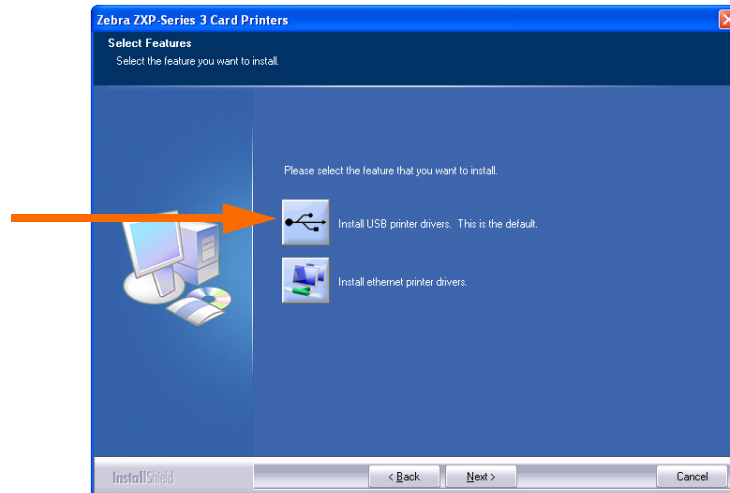 Zebra ZXP-Series 3 Card Printers
Select Features
Select the feature you want to install.
Please select the feature that you want to install.
Install USB printer drivers. This is the default.
Install ethernet printer drivers.
InstallShield
< Back
Next >
Cancel